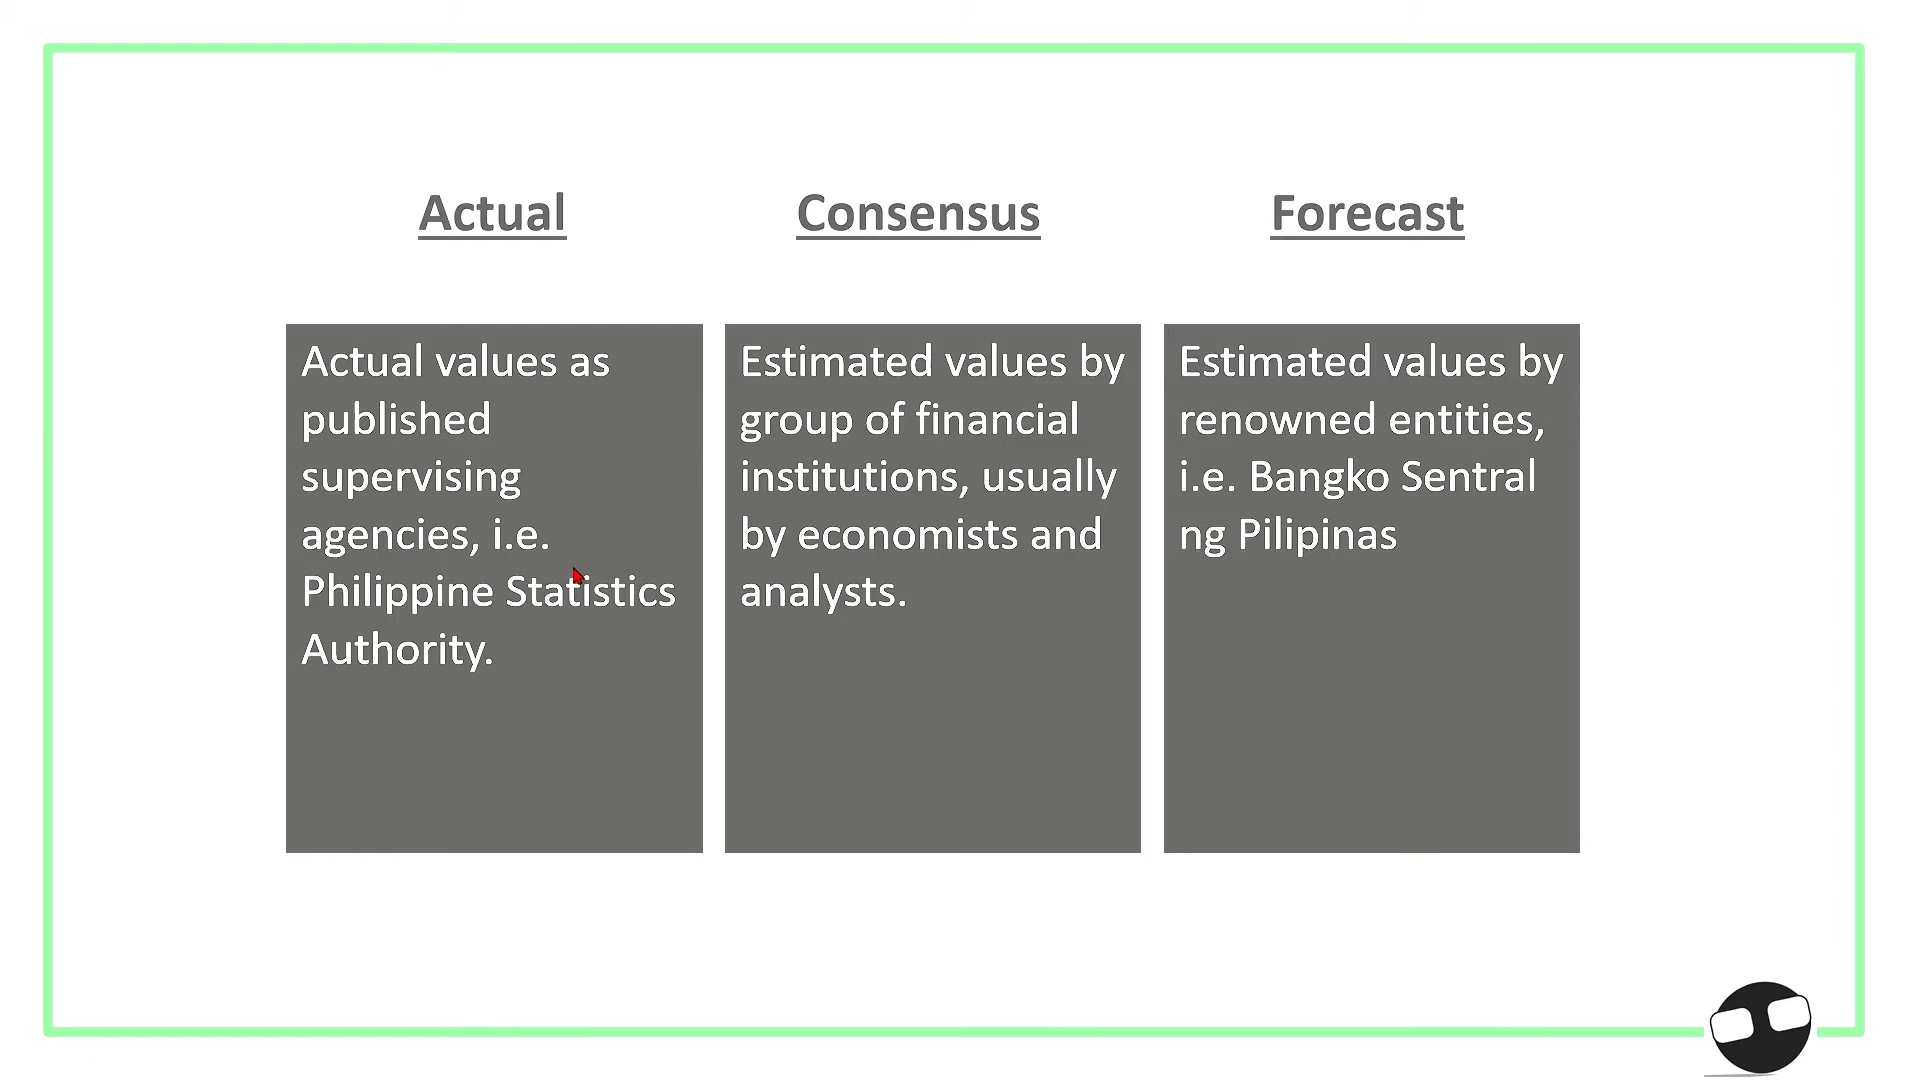 Actual
Consensus
Forecast
Actual values as
published
supervising
agencies, i.e.
Philippine Statistics
Authority.
Estimated values by
group of financial
institutions, usually
by economists and
analysts.
Estimated values by
renowned entities,
i.e. Bangko Sentral
ng Pilipinas